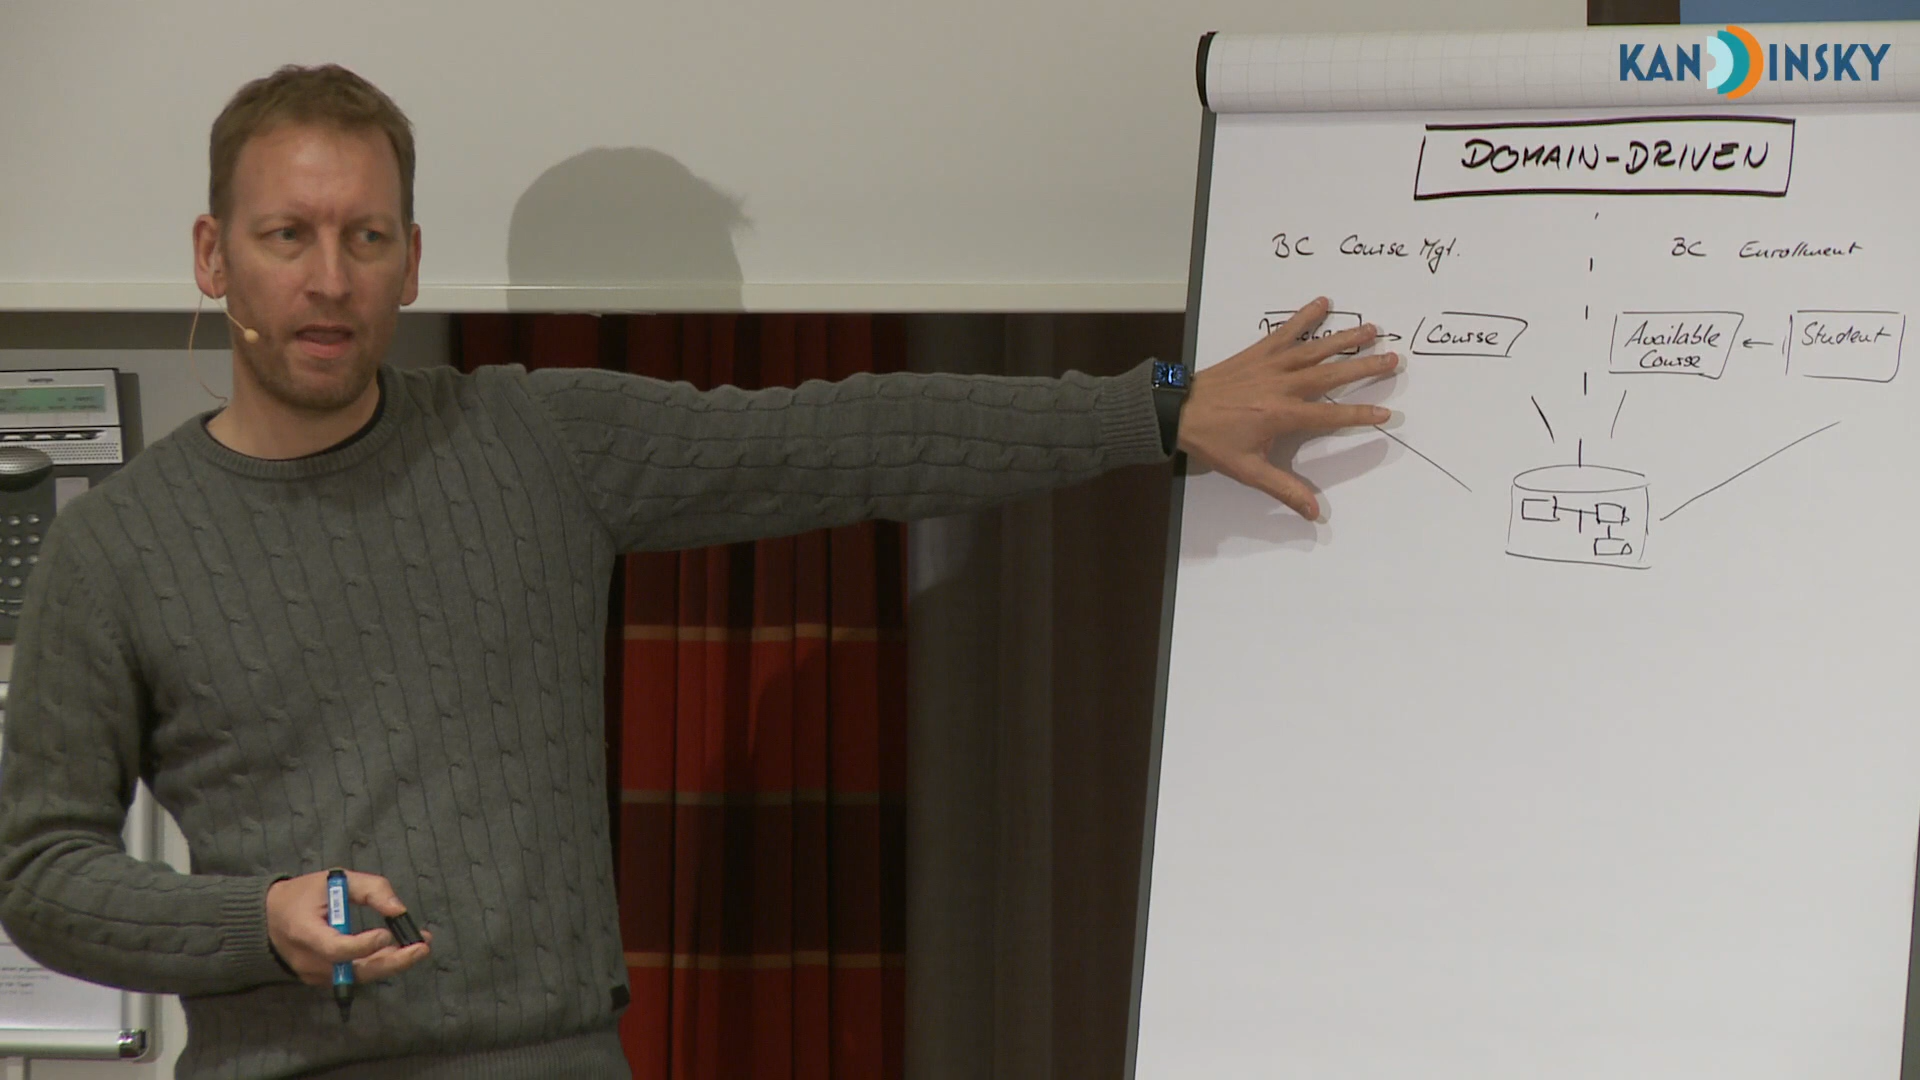 KANDINSKY
DOMAIN-DRIVEN
BC Course Mgt.
BC Enrollment
Course
Available
Course
Student